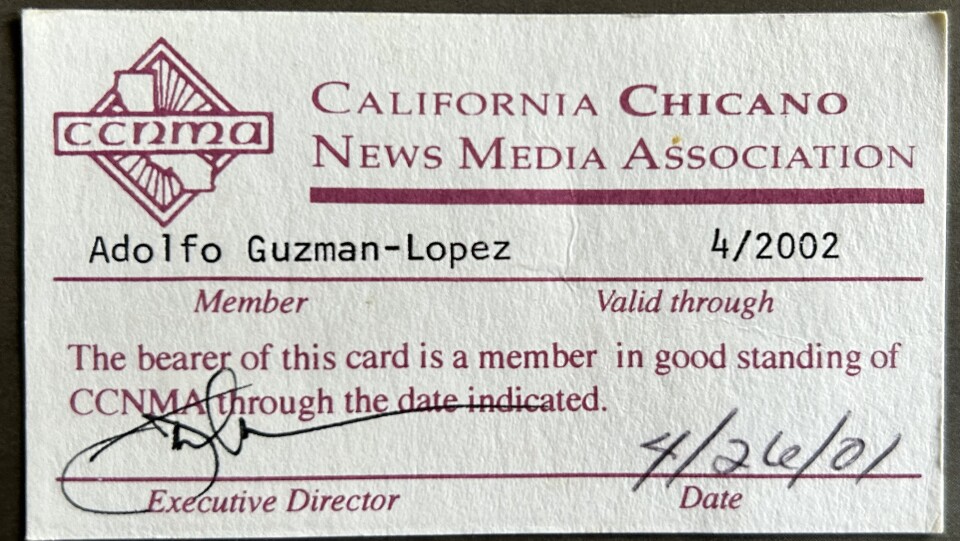 ccnma
CALIFORNIA CHICANO
NEWS MEDIA ASSOCIATION
Adolfo Guzman-Lopez 4/2002
Member Valid through
The bearer of this card is a member in good standing of
CCNMA through the date indicated.
4/26/01
Executive Director Date